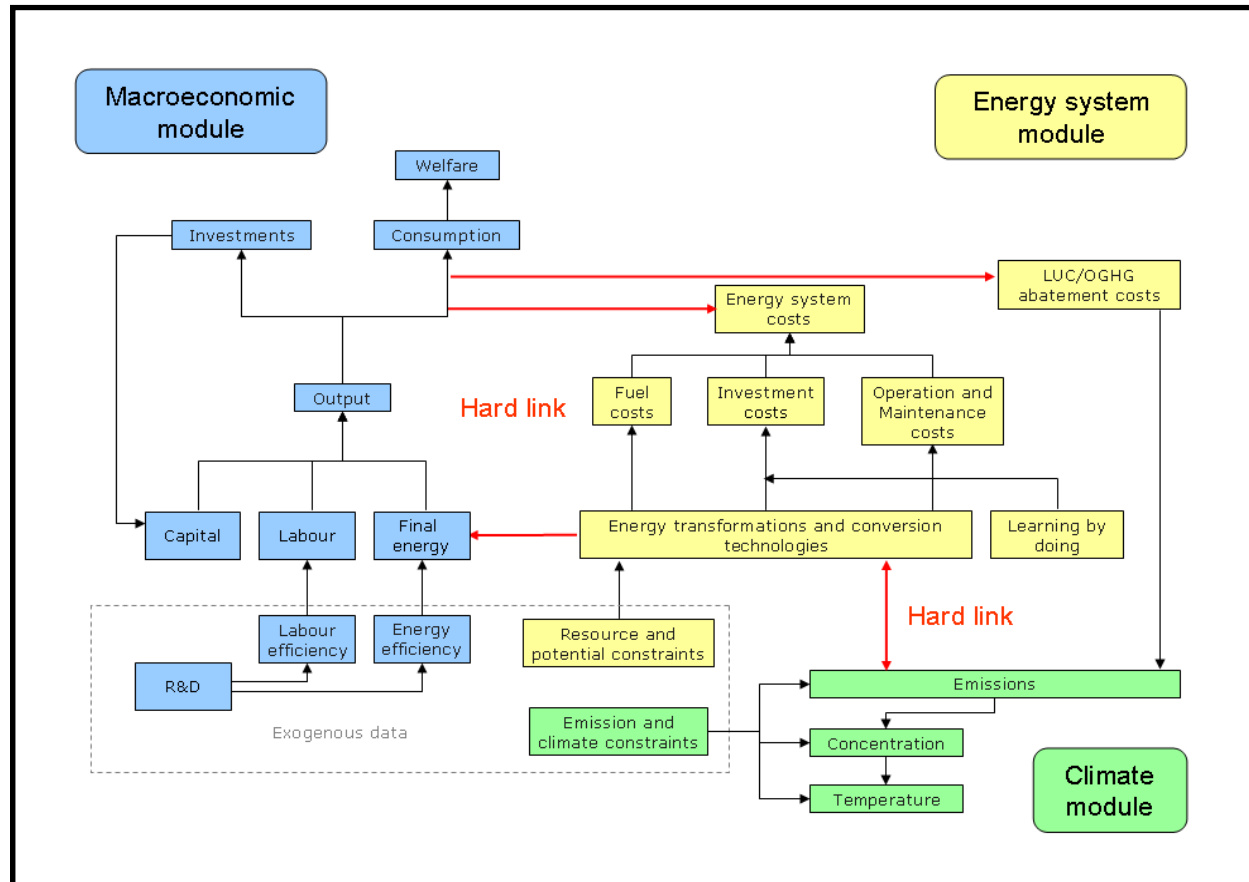 Macroeconomic
module
Energy system
module
Welfare
Investments
Consumption
LUC/OGHG
abatement costs
Energy system
costs
Output
Hard link
Fuel
costs
Investment
costs
Operation and
Maintenance
costs
Capital
Labour
Final
energy
Energy transformations and conversion
technologies
Learning by
doing
Labour
efficiency
Energy
efficiency
Resource and
potential constraints
Hard link
R&D
Exogenous data
Emission and
climate constraints
Emissions
Concentration
Temperature
Climate
module